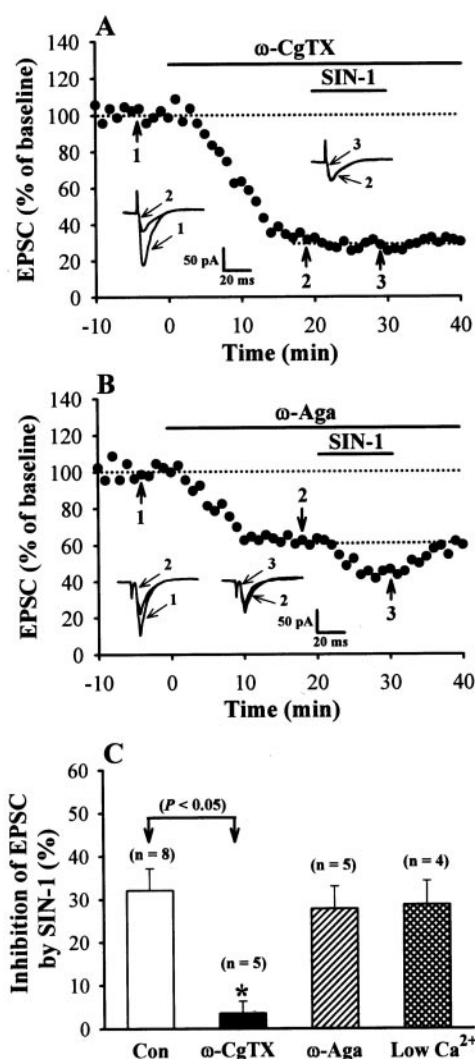 A
ω-CgTX
SIN-1
EPSC (% of baseline)
140
120
100
80
60
40
20
0
1
2
1
3
2
50 pA
20 ms
2
3
-10
0
10
20
30
40
Time (min)
B
ω-Aga
SIN-1
EPSC (% of baseline)
140
120
100
80
60
40
20
0
1
2
2
1
3
2
50 pA
20 ms
3
-10
0
10
20
30
40
Time (min)
C
Inhibition of EPSC
by SIN-1 (%)
60
50
40
30
20
10
0
(P < 0.05)
(n = 8)
(n = 5)
*
(n = 5)
(n = 4)
Con
ω-CgTX
ω-Aga
Low Ca²⁺